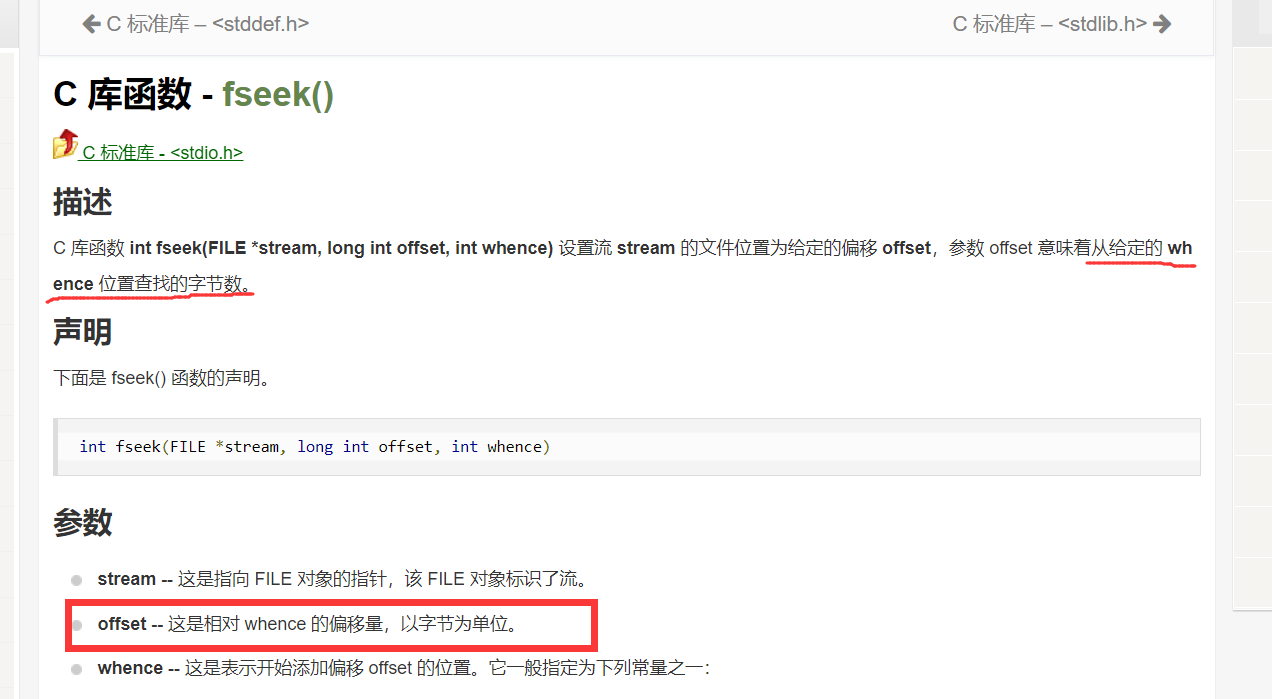 C 标准库 – <stddef.h>
C 标准库 – <stdlib.h>
C 库函数 - fseek()
C 标准库 - <stdio.h>
描述
C 库函数 int fseek(FILE *stream, long int offset, int whence) 设置流 stream 的文件位置为给定的偏移 offset，参数 offset 意味着从给定的 wh
ence 位置查找的字节数。
声明
下面是 fseek() 函数的声明。
int fseek(FILE *stream, long int offset, int whence)
参数
stream -- 这是指向 FILE 对象的指针，该 FILE 对象标识了流。
offset -- 这是相对 whence 的偏移量，以字节为单位。
whence -- 这是表示开始添加偏移 offset 的位置。它一般指定为下列常量之一：